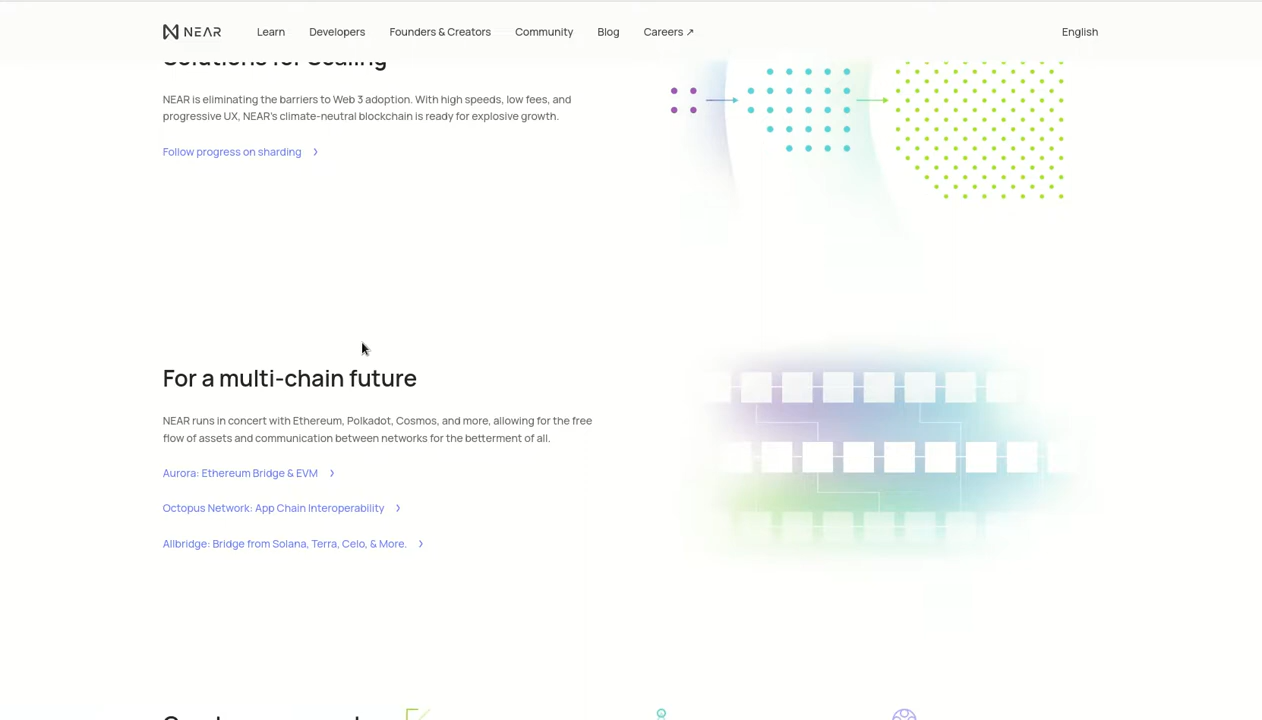 NEAR Learn Developers Founders & Creators Community Blog Careers ↗ English
Solutions for Scaling
NEAR is eliminating the barriers to Web 3 adoption. With high speeds, low fees, and
progressive UX, NEAR's climate-neutral blockchain is ready for explosive growth.
Follow progress on sharding
For a multi-chain future
NEAR runs in concert with Ethereum, Polkadot, Cosmos, and more, allowing for the free
flow of assets and communication between networks for the betterment of all.
Aurora: Ethereum Bridge & EVM
Octopus Network: App Chain Interoperability
Allbridge: Bridge from Solana, Terra, Celo, & More.